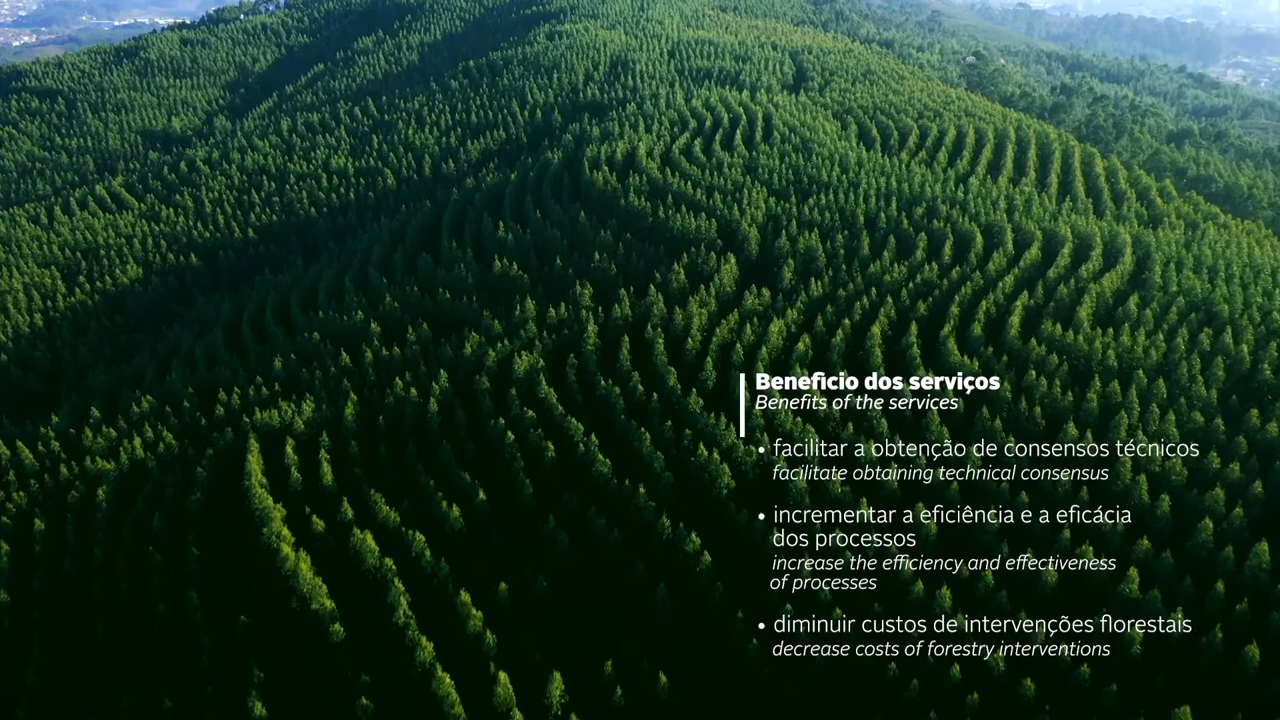 Beneficio dos serviços
Benefits of the services
• facilitar a obtenção de consensos técnicos
facilitate obtaining technical consensus
• incrementar a eficiência e a eficácia
dos processos
increase the efficiency and effectiveness
of processes
• diminuir custos de intervenções florestais
decrease costs of forestry interventions